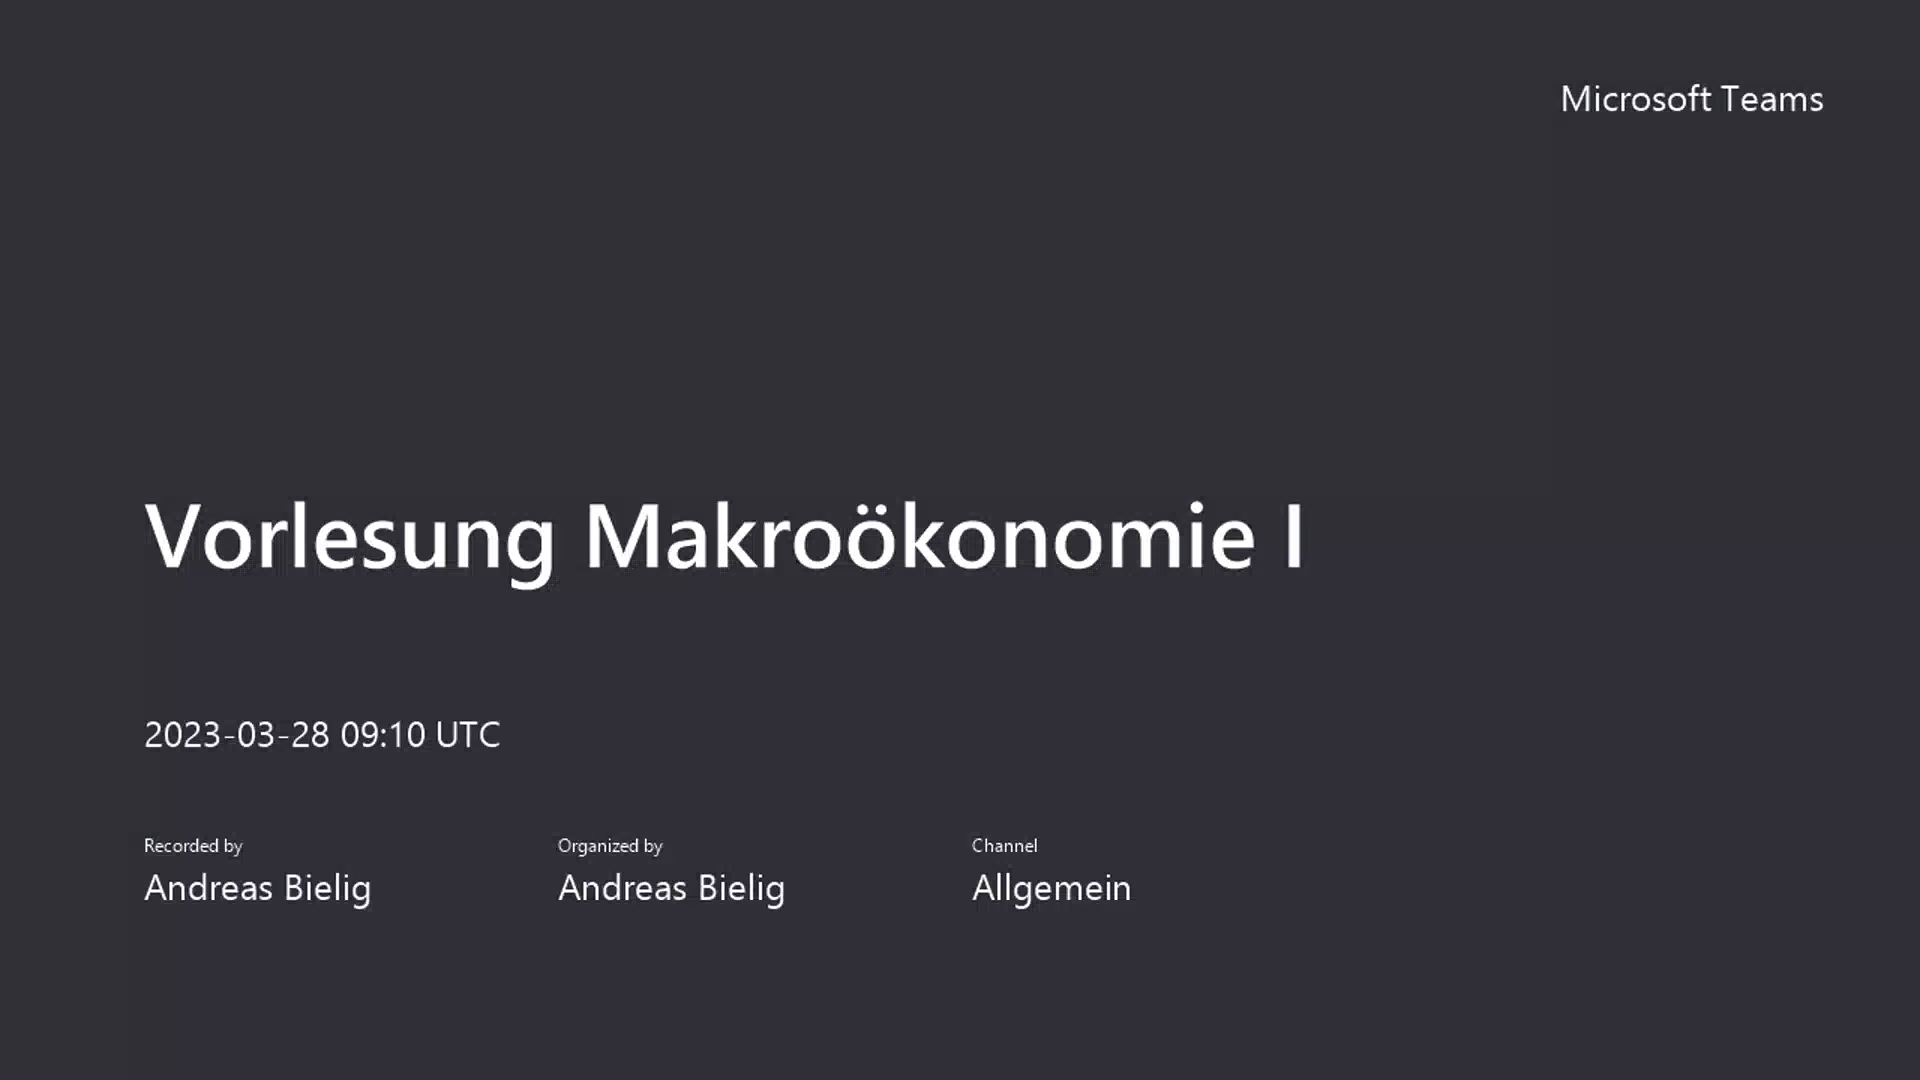 Microsoft Teams
Vorlesung Makroökonomie I
2023-03-28 09:10 UTC
Recorded by
Andreas Bielig
Organized by
Andreas Bielig
Channel
Allgemein